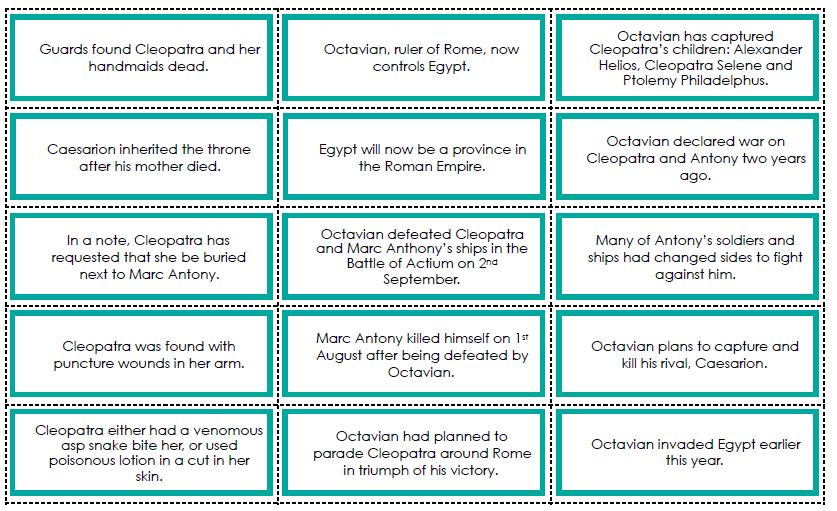 Guards found Cleopatra and her
handmaids dead.
Octavian, ruler of Rome, now
controls Egypt.
Octavian has captured
Cleopatra's children: Alexander
Helios, Cleopatra Selene and
Ptolemy Philadelphus.
Caesarion inherited the throne
after his mother died.
Egypt will now be a province in
the Roman Empire.
Octavian declared war on
Cleopatra and Antony two years
ago.
In a note, Cleopatra has
requested that she be buried
next to Marc Antony.
Octavian defeated Cleopatra
and Marc Anthony's ships in the
Battle of Actium on 2nd
September.
Many of Antony's soldiers and
ships had changed sides to fight
against him.
Cleopatra was found with
puncture wounds in her arm.
Marc Antony killed himself on 1st
August after being defeated by
Octavian.
Octavian plans to capture and
kill his rival, Caesarion.
Cleopatra either had a venomous
asp snake bite her, or used
poisonous lotion in a cut in her
skin.
Octavian had planned to
parade Cleopatra around Rome
in triumph of his victory.
Octavian invaded Egypt earlier
this year.